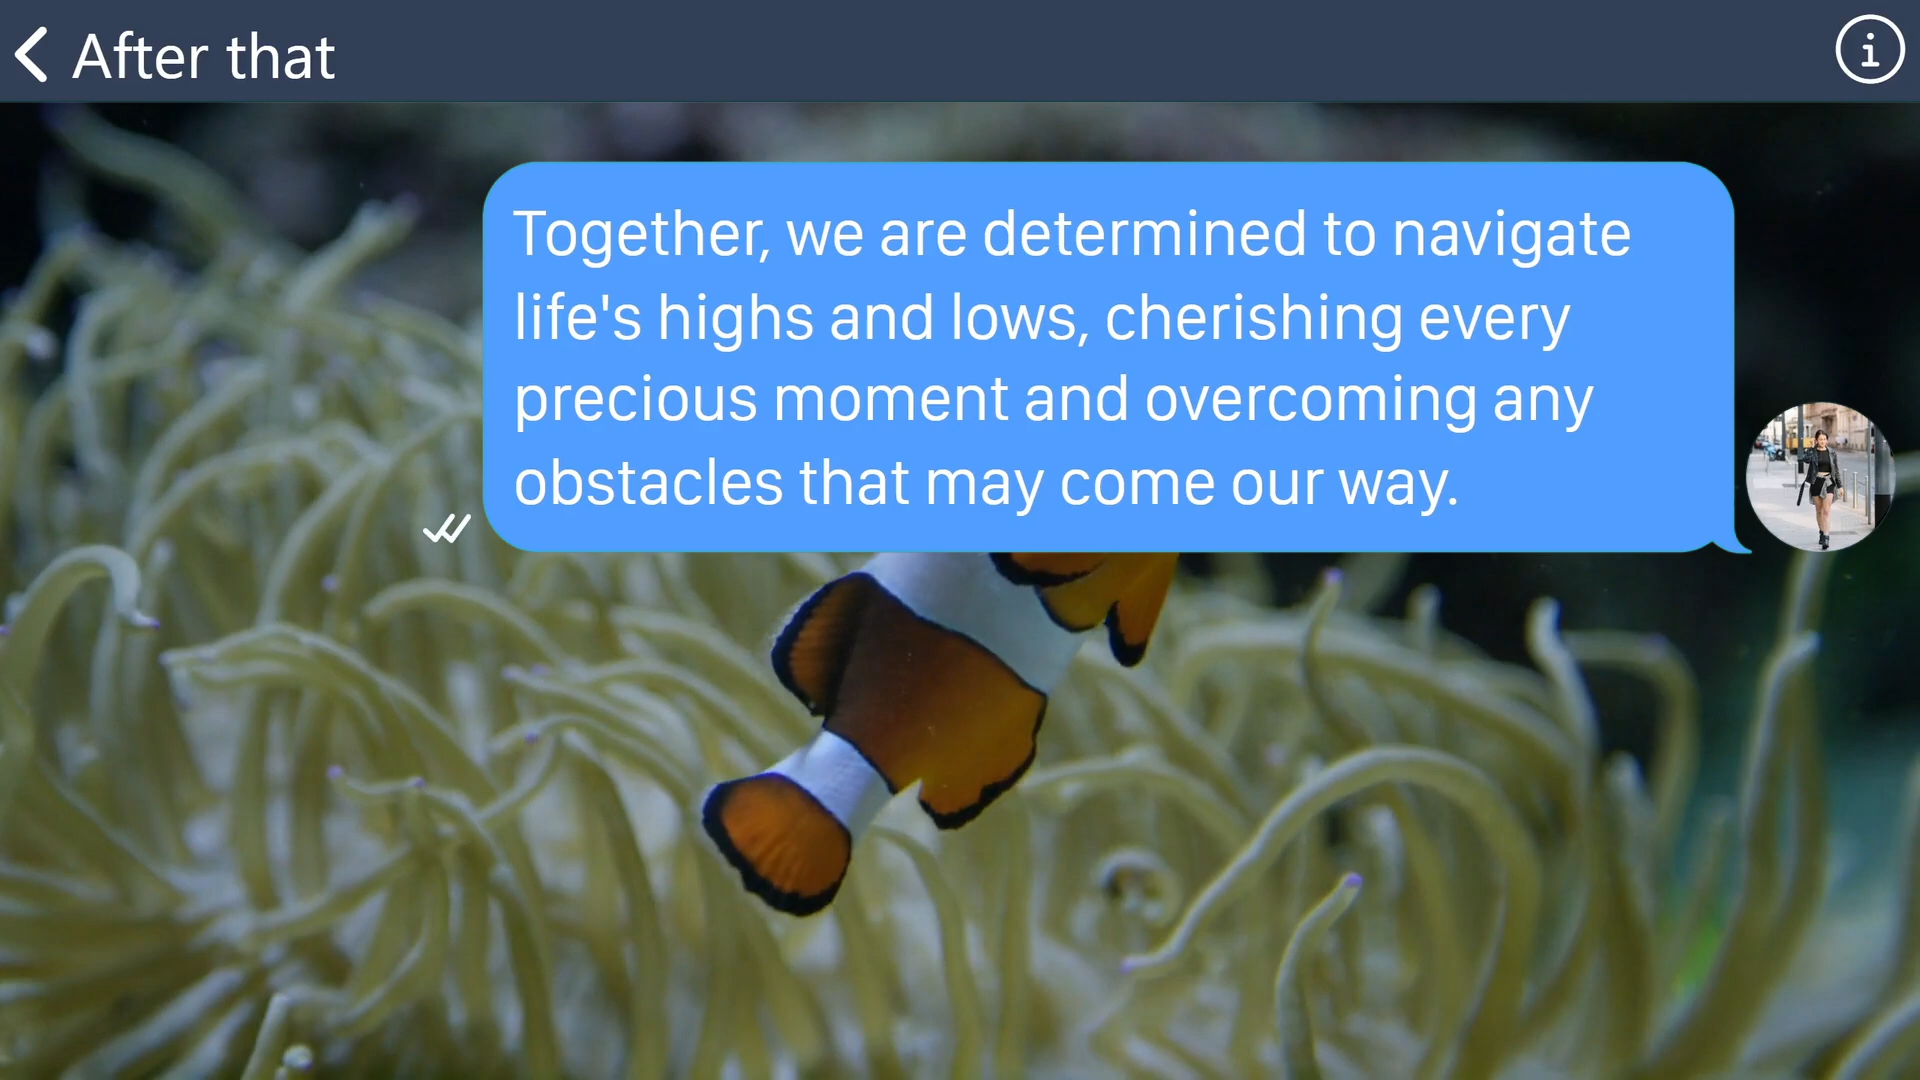 After that
Together, we are determined to navigate
life's highs and lows, cherishing every
precious moment and overcoming any
obstacles that may come our way.